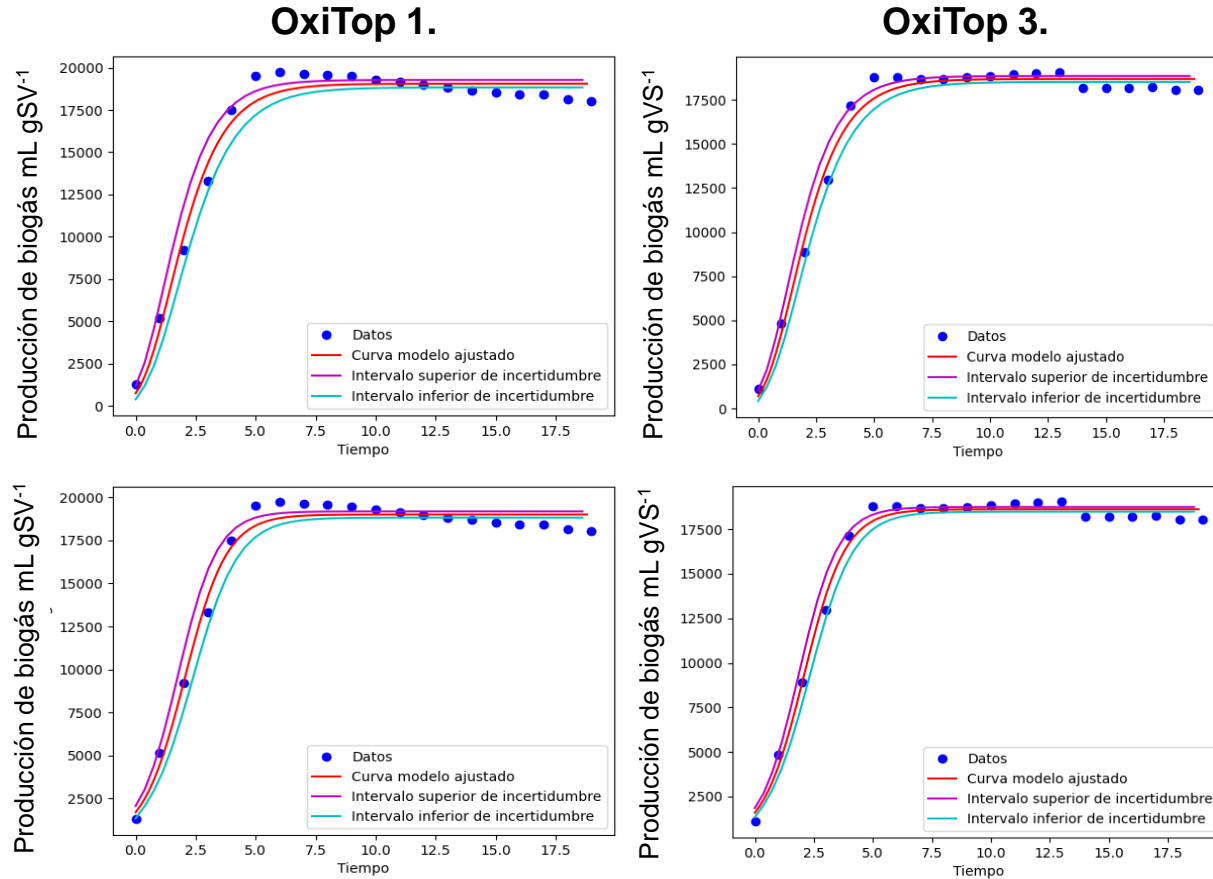 OxiTop 1.
OxiTop 3.
Producción de biogás mL gSV-1
20000
17500
15000
12500
10000
7500
5000
2500
0
Datos
Curva modelo ajustado
Intervalo superior de incertidumbre
Intervalo inferior de incertidumbre
0.0 2.5 5.0 7.5 10.0 12.5 15.0 17.5
Tiempo
Producción de biogás mL gVS-1
17500
15000
12500
10000
7500
5000
2500
0
Datos
Curva modelo ajustado
Intervalo superior de incertidumbre
Intervalo inferior de incertidumbre
0.0 2.5 5.0 7.5 10.0 12.5 15.0 17.5
Tiempo
Producción de biogás mL gSV-1
20000
17500
15000
12500
10000
7500
5000
2500
Datos
Curva modelo ajustado
Intervalo superior de incertidumbre
Intervalo inferior de incertidumbre
0.0 2.5 5.0 7.5 10.0 12.5 15.0 17.5
Tiempo
Producción de biogás mL gVS-1
17500
15000
12500
10000
7500
5000
2500
Datos
Curva modelo ajustado
Intervalo superior de incertidumbre
Intervalo inferior de incertidumbre
0.0 2.5 5.0 7.5 10.0 12.5 15.0 17.5
Tiempo